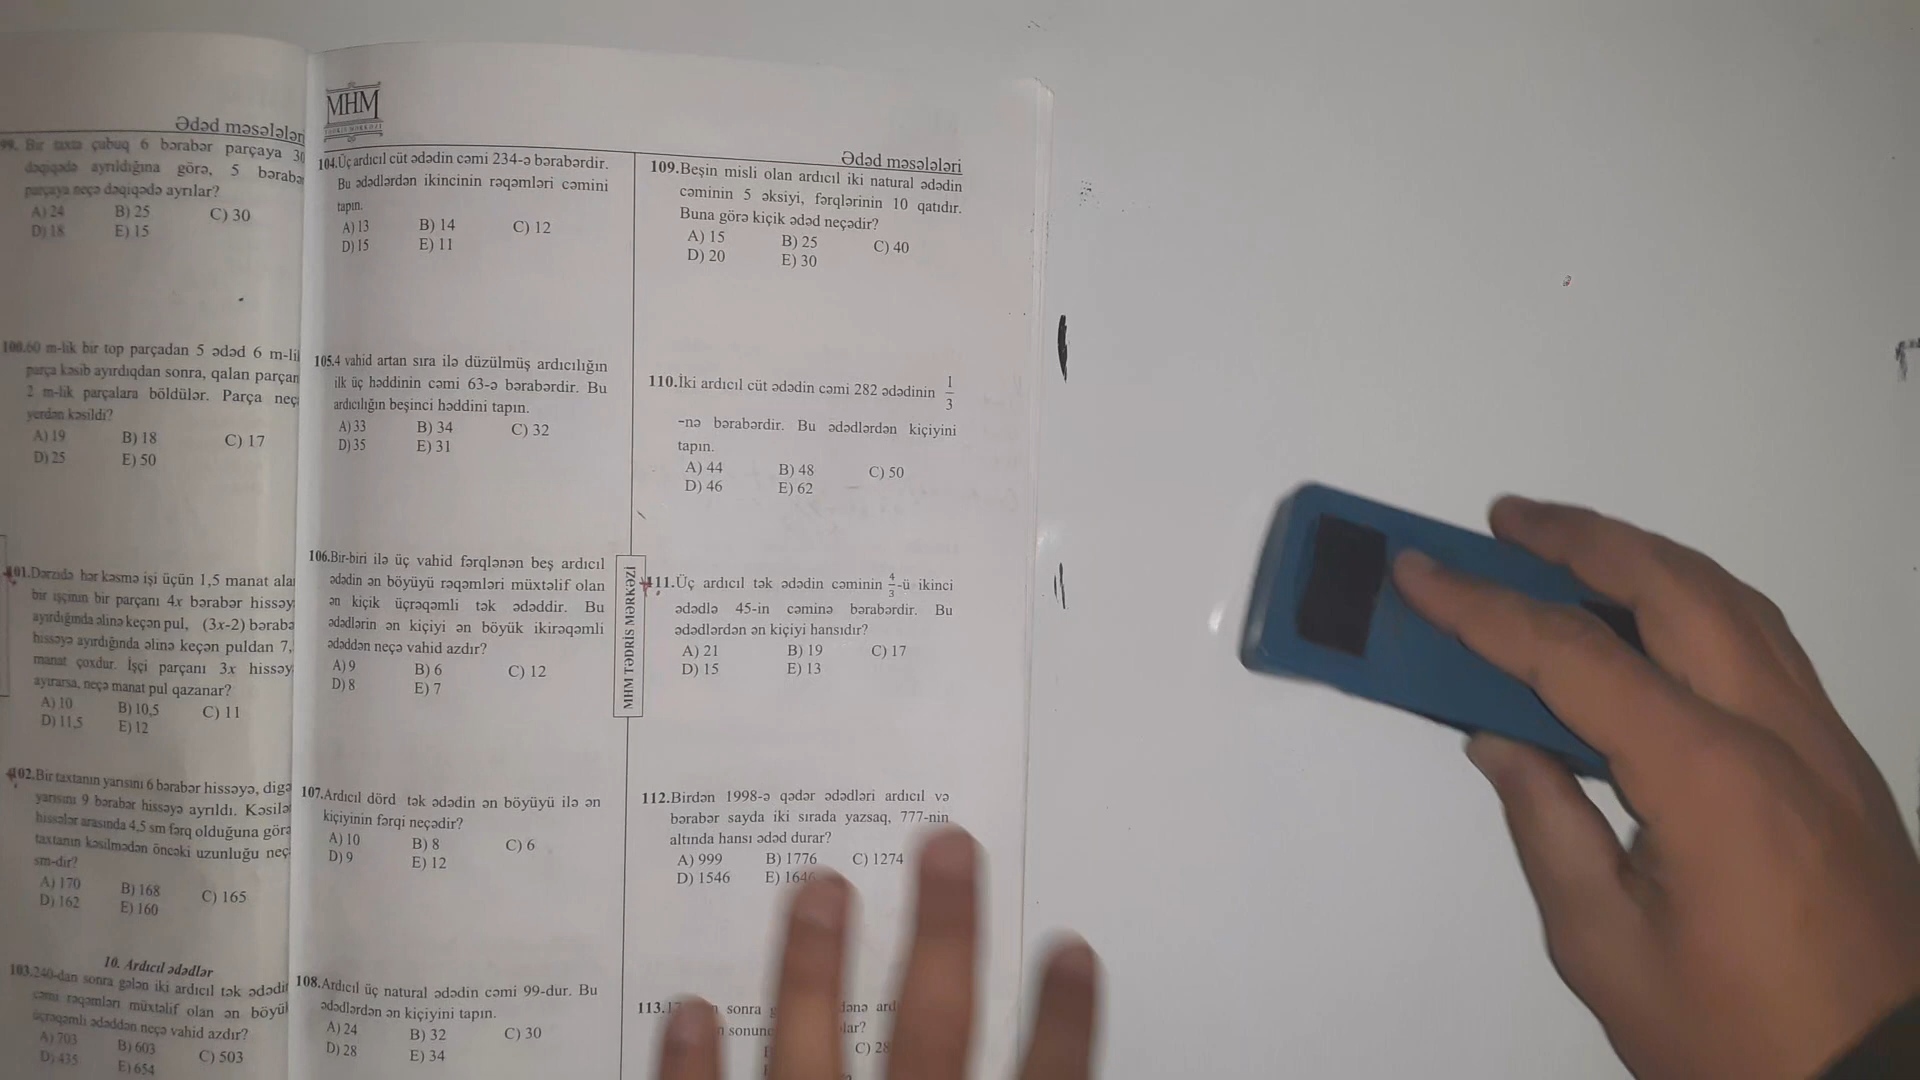 Ədəd məsələləri
99. Bir taxta çubuq 6 bərabər parçaya 30
dəqiqədə ayrıldığına görə, 5 bərabə
parçaya neçə dəqiqədə ayrılar?
A) 24 B) 25 C) 30
D) 18 E) 15
100.60 m-lik bir top parçadan 5 ədəd 6 m-li
parça kəsib ayırdıqdan sonra, qalan parçan
2 m-lik parçalara böldülər. Parça neç
yerdən kəsildi?
A) 19 B) 18 C) 17
D) 25 E) 50
101.Dərzidə hər kəsmə işi üçün 1,5 manat ala
bir işçinin bir parçanı 4x bərabər hissəy
ayırdığında əlinə keçən pul, (3x-2) bərabə
hissəyə ayırdığında əlinə keçən puldan 7,
manat çoxdur. İşçi parçanı 3x hissəy
ayırarsa, neçə manat pul qazanar?
A) 10 B) 10,5 C) 11
D) 11,5 E) 12
102.Bir taxtanın yarısını 6 bərabər hissəyə, digə
yarısını 9 bərabər hissəyə ayrıldı. Kəsilə
hissələr arasında 4,5 sm fərq olduğuna görə
taxtanın kəsilmədən öncəki uzunluğu neç
sm-dir?
A) 170 B) 168 C) 165
D) 162 E) 160
10. Ardıcıl ədədlər
103.240-dan sonra gələn iki ardıcıl tək ədədi
cəmi rəqəmləri müxtəlif olan ən böyük
üçrəqəmli ədəddən neçə vahid azdır?
A) 703 B) 603 C) 503
D) 435 E) 654
MHM
TƏDRİS MƏRKƏZİ
104.Üç ardıcıl cüt ədədin cəmi 234-ə bərabərdir.
Bu ədədlərdən ikincinin rəqəmləri cəmini
tapın.
A) 13 B) 14 C) 12
D) 15 E) 11
105.4 vahid artan sıra ilə düzülmüş ardıcılığın
ilk üç həddinin cəmi 63-ə bərabərdir. Bu
ardıcılığın beşinci həddini tapın.
A) 33 B) 34 C) 32
D) 35 E) 31
106.Bir-biri ilə üç vahid fərqlənən beş ardıcıl
ədədin ən böyüyü rəqəmləri müxtəlif olan
ən kiçik üçrəqəmli tək ədəddir. Bu
ədədlərin ən kiçiyi ən böyük ikirəqəmli
ədəddən neçə vahid azdır?
A) 9 B) 6 C) 12
D) 8 E) 7
107.Ardıcıl dörd tək ədədin ən böyüyü ilə ən
kiçiyinin fərqi neçədir?
A) 10 B) 8 C) 6
D) 9 E) 12
108.Ardıcıl üç natural ədədin cəmi 99-dur. Bu
ədədlərdən ən kiçiyini tapın.
A) 24 B) 32 C) 30
D) 28 E) 34
MHM TƏDRİS MƏRKƏZİ
Ədəd məsələləri
109.Beşin misli olan ardıcıl iki natural ədədin
cəminin 5 əksiyi, fərqlərinin 10 qatıdır.
Buna görə kiçik ədəd neçədir?
A) 15 B) 25 C) 40
D) 20 E) 30
110.İki ardıcıl cüt ədədin cəmi 282 ədədinin 1/3
-nə bərabərdir. Bu ədədlərdən kiçiyini
tapın.
A) 44 B) 48 C) 50
D) 46 E) 62
111.Üç ardıcıl tək ədədin cəminin 4/3-ü ikinci
ədədlə 45-in cəminə bərabərdir. Bu
ədədlərdən ən kiçiyi hansıdır?
A) 21 B) 19 C) 17
D) 15 E) 13
112.Birdən 1998-ə qədər ədədləri ardıcıl və
bərabər sayda iki sırada yazsaq, 777-nin
altında hansı ədəd durar?
A) 999 B) 1776 C) 1274
D) 1546 E) 1646
113.17 sonra
C) 28